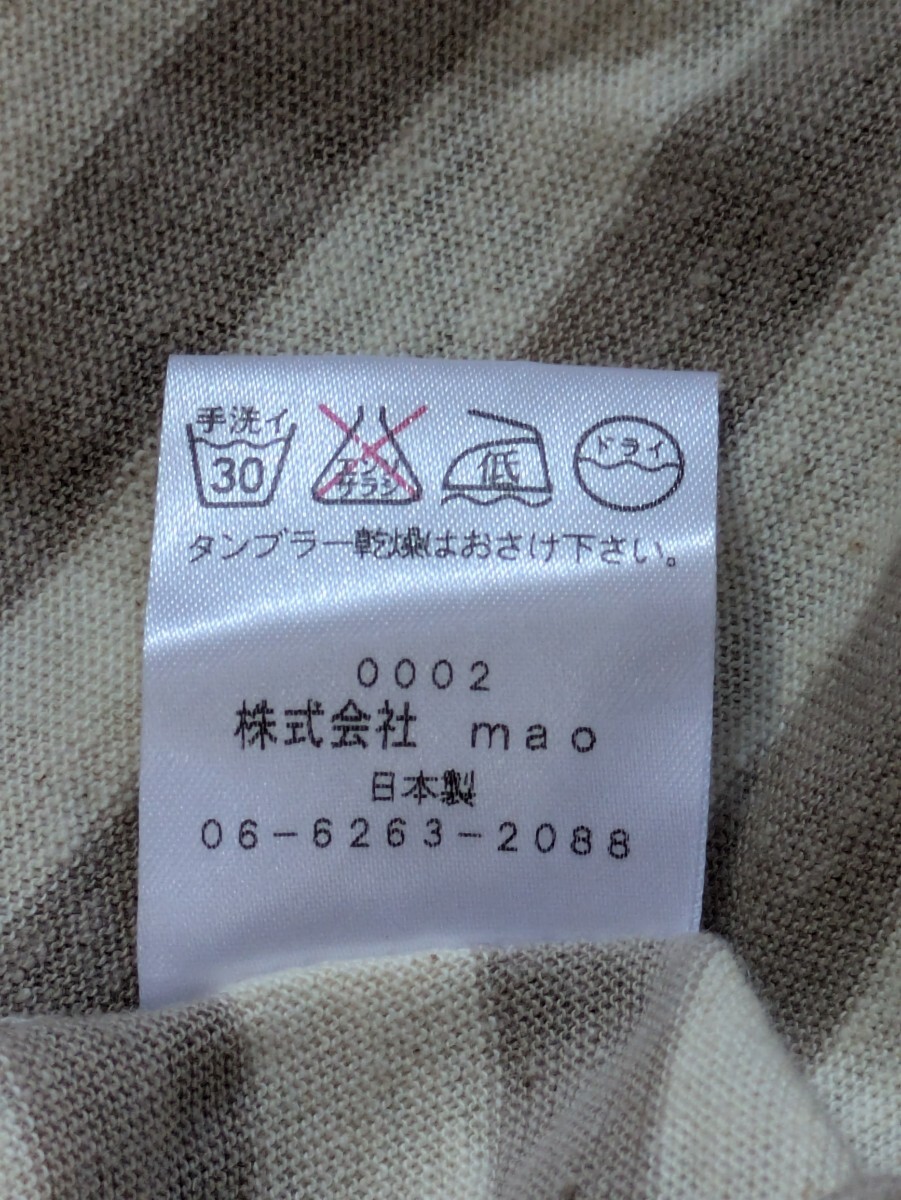 手洗イ
30
エンソ
サラシ
低
ドライ
タンブラー乾燥はおさけ下さい。
0002
株式会社 mao
日本製
06-6263-2088